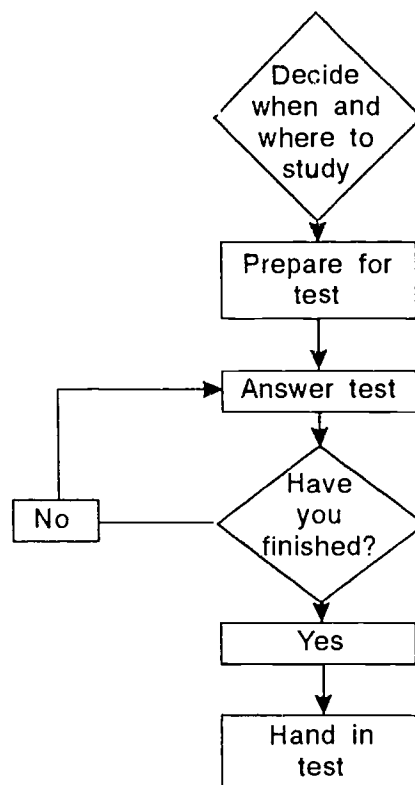 Decide
when and
where to
study
Prepare for
test
Answer test
Have
you
finished?
No
Yes
Hand in
test